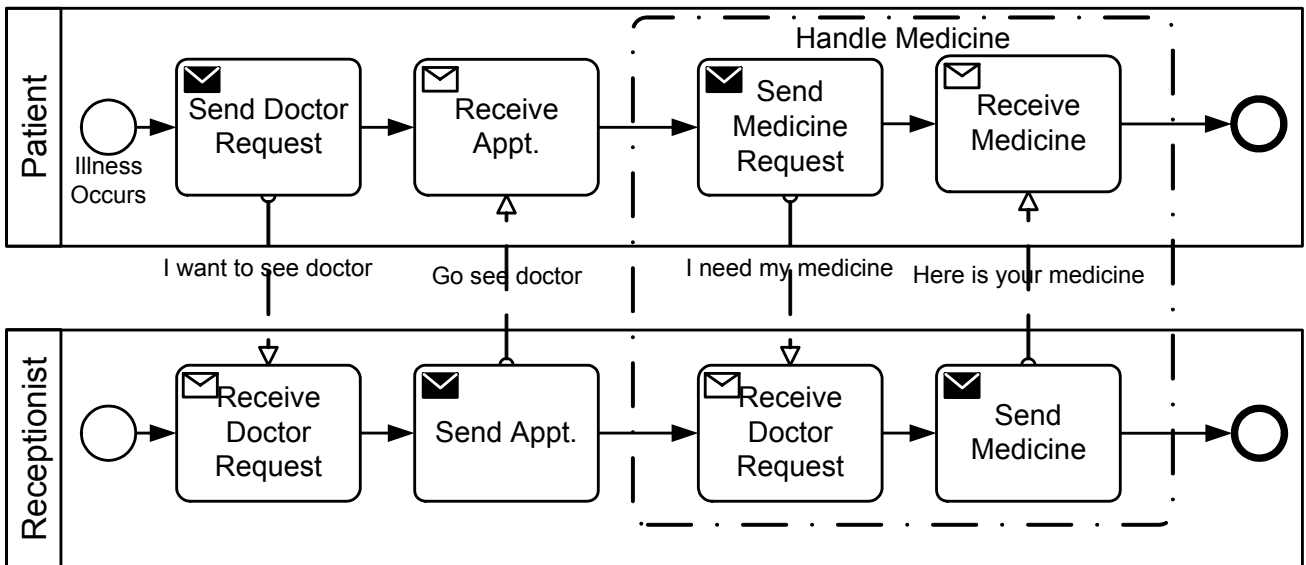 Patient
Handle Medicine
Illness
Occurs
Send Doctor
Request
Receive
Appt.
Send
Medicine
Request
Receive
Medicine
I want to see doctor
Go see doctor
I need my medicine
Here is your medicine
Receptionist
Receive
Doctor
Request
Send Appt.
Receive
Doctor
Request
Send
Medicine